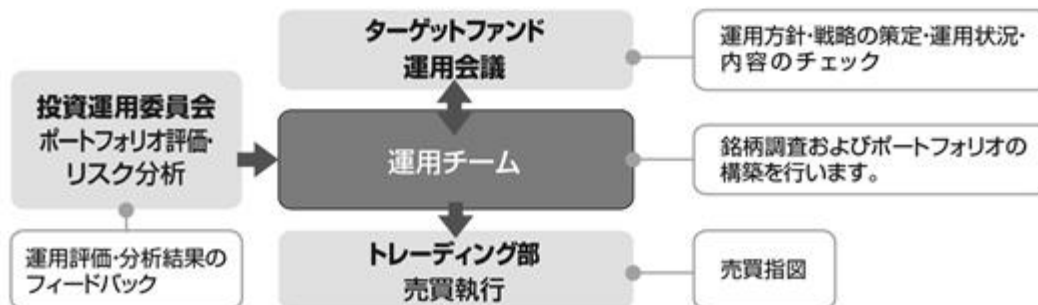 ターゲットファンド
運用会議
運用方針・戦略の策定・運用状況・
内容のチェック
投資運用委員会
ポートフォリオ評価・
リスク分析
運用チーム
銘柄調査およびポートフォリオの
構築を行います。
運用評価・分析結果の
フィードバック
トレーディング部
売買執行
売買指図